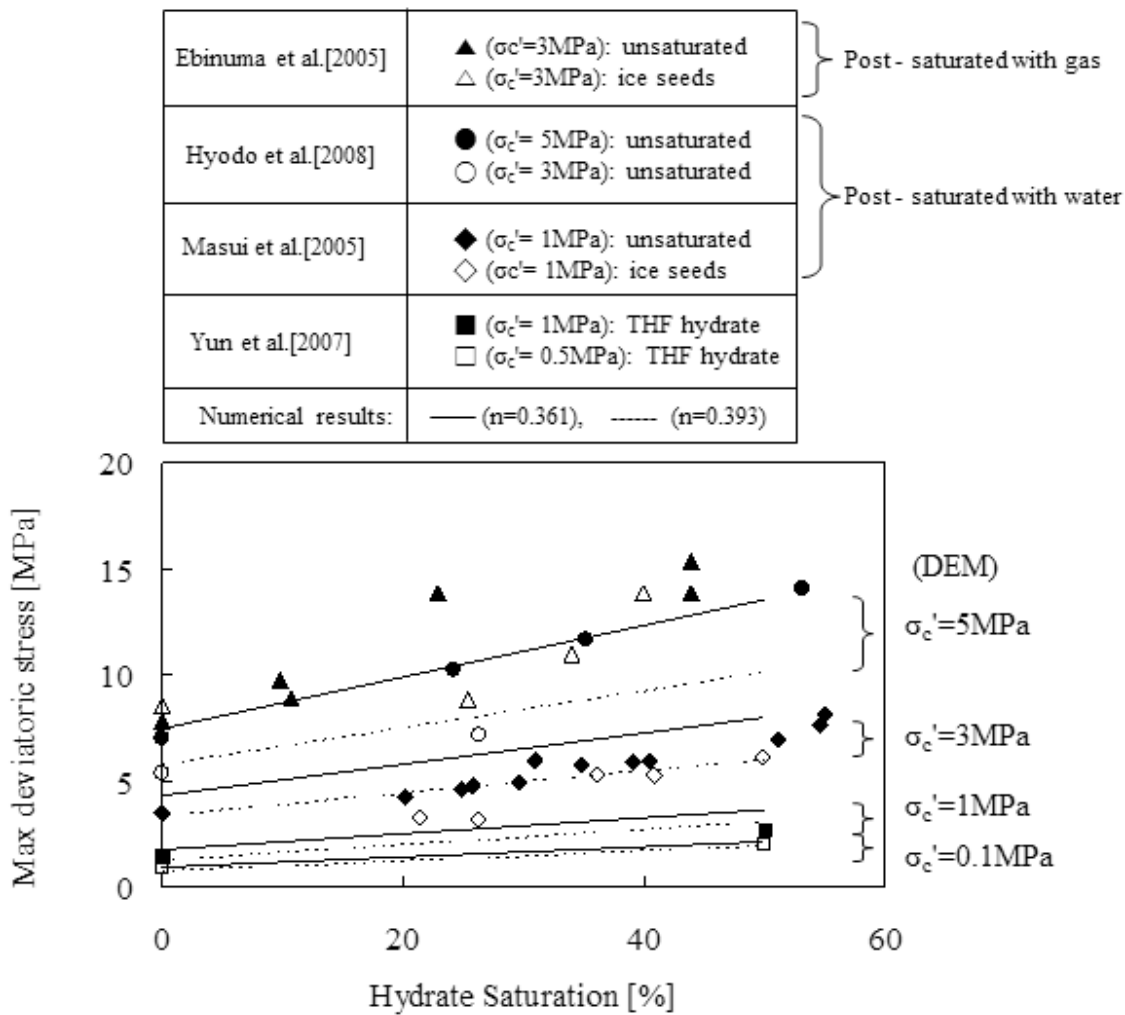 Ebinuma et al.[2005]
▲ (σc'=3MPa): unsaturated
△ (σc'=3MPa): ice seeds
Post - saturated with gas
Hyodo et al.[2008]
● (σc'= 5MPa): unsaturated
○ (σc'= 3MPa): unsaturated
Post - saturated with water
Masui et al.[2005]
◆ (σc'= 1MPa): unsaturated
◇ (σc'= 1MPa): ice seeds
Yun et al.[2007]
■ (σc'= 1MPa): THF hydrate
□ (σc'= 0.5MPa): THF hydrate
Numerical results: —— (n=0.361), ------ (n=0.393)
Max deviatoric stress [MPa]
20
15
10
5
0
0 20 40 60
Hydrate Saturation [%]
(DEM)
σc'=5MPa
σc'=3MPa
σc'=1MPa
σc'=0.1MPa